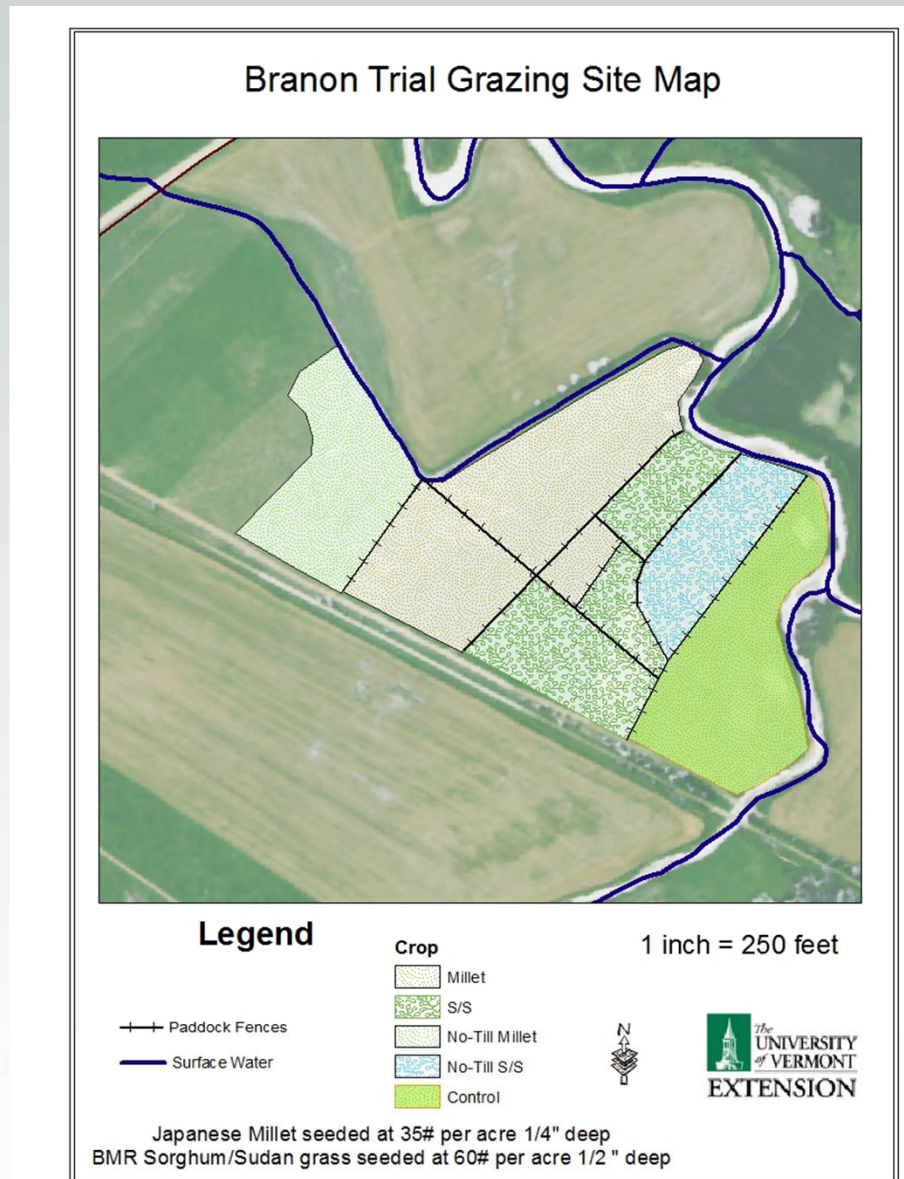 Branon Trial Grazing Site Map
Legend
Crop
1 inch = 250 feet
Millet
S/S
Paddock Fences
No-Till Millet
Surface Water
No-Till S/S
Control
N
The
UNIVERSITY
of VERMONT
EXTENSION
Japanese Millet seeded at 35# per acre 1/4" deep
BMR Sorghum/Sudan grass seeded at 60# per acre 1/2 " deep